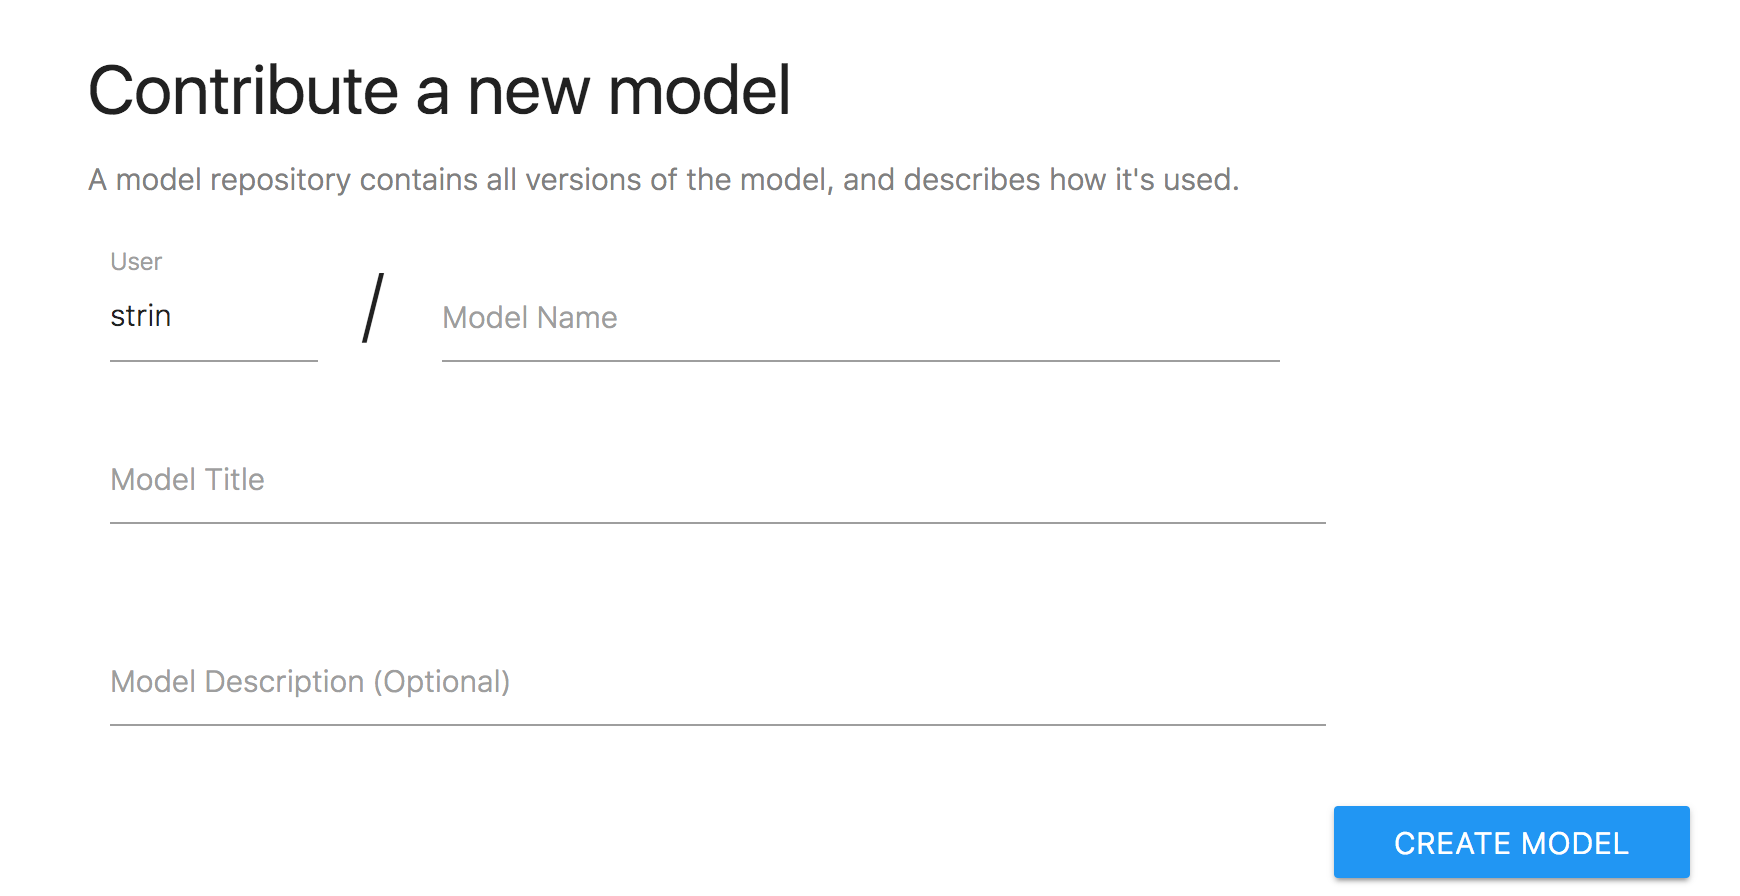 Contribute a new model
A model repository contains all versions of the model, and describes how it's used.
User
strin / Model Name
Model Title
Model Description (Optional)
CREATE MODEL